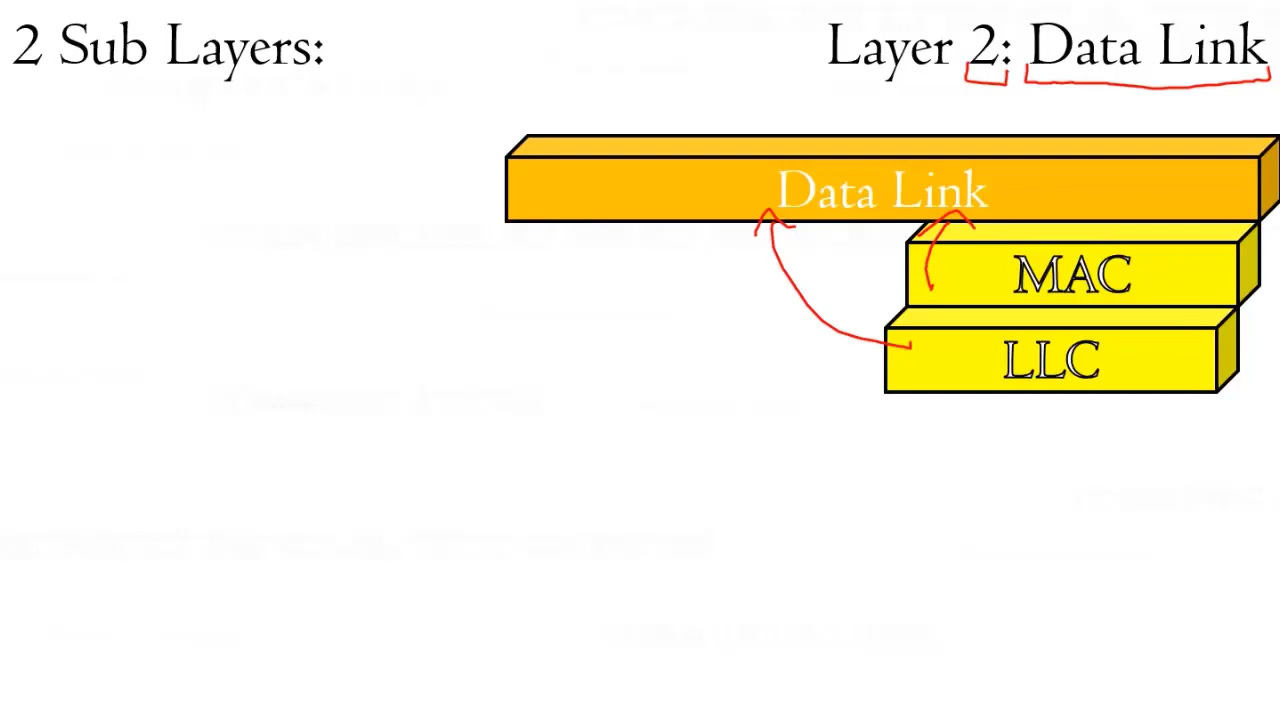 2 Sub Layers:
Layer 2: Data Link
Data Link
MAC
LLC